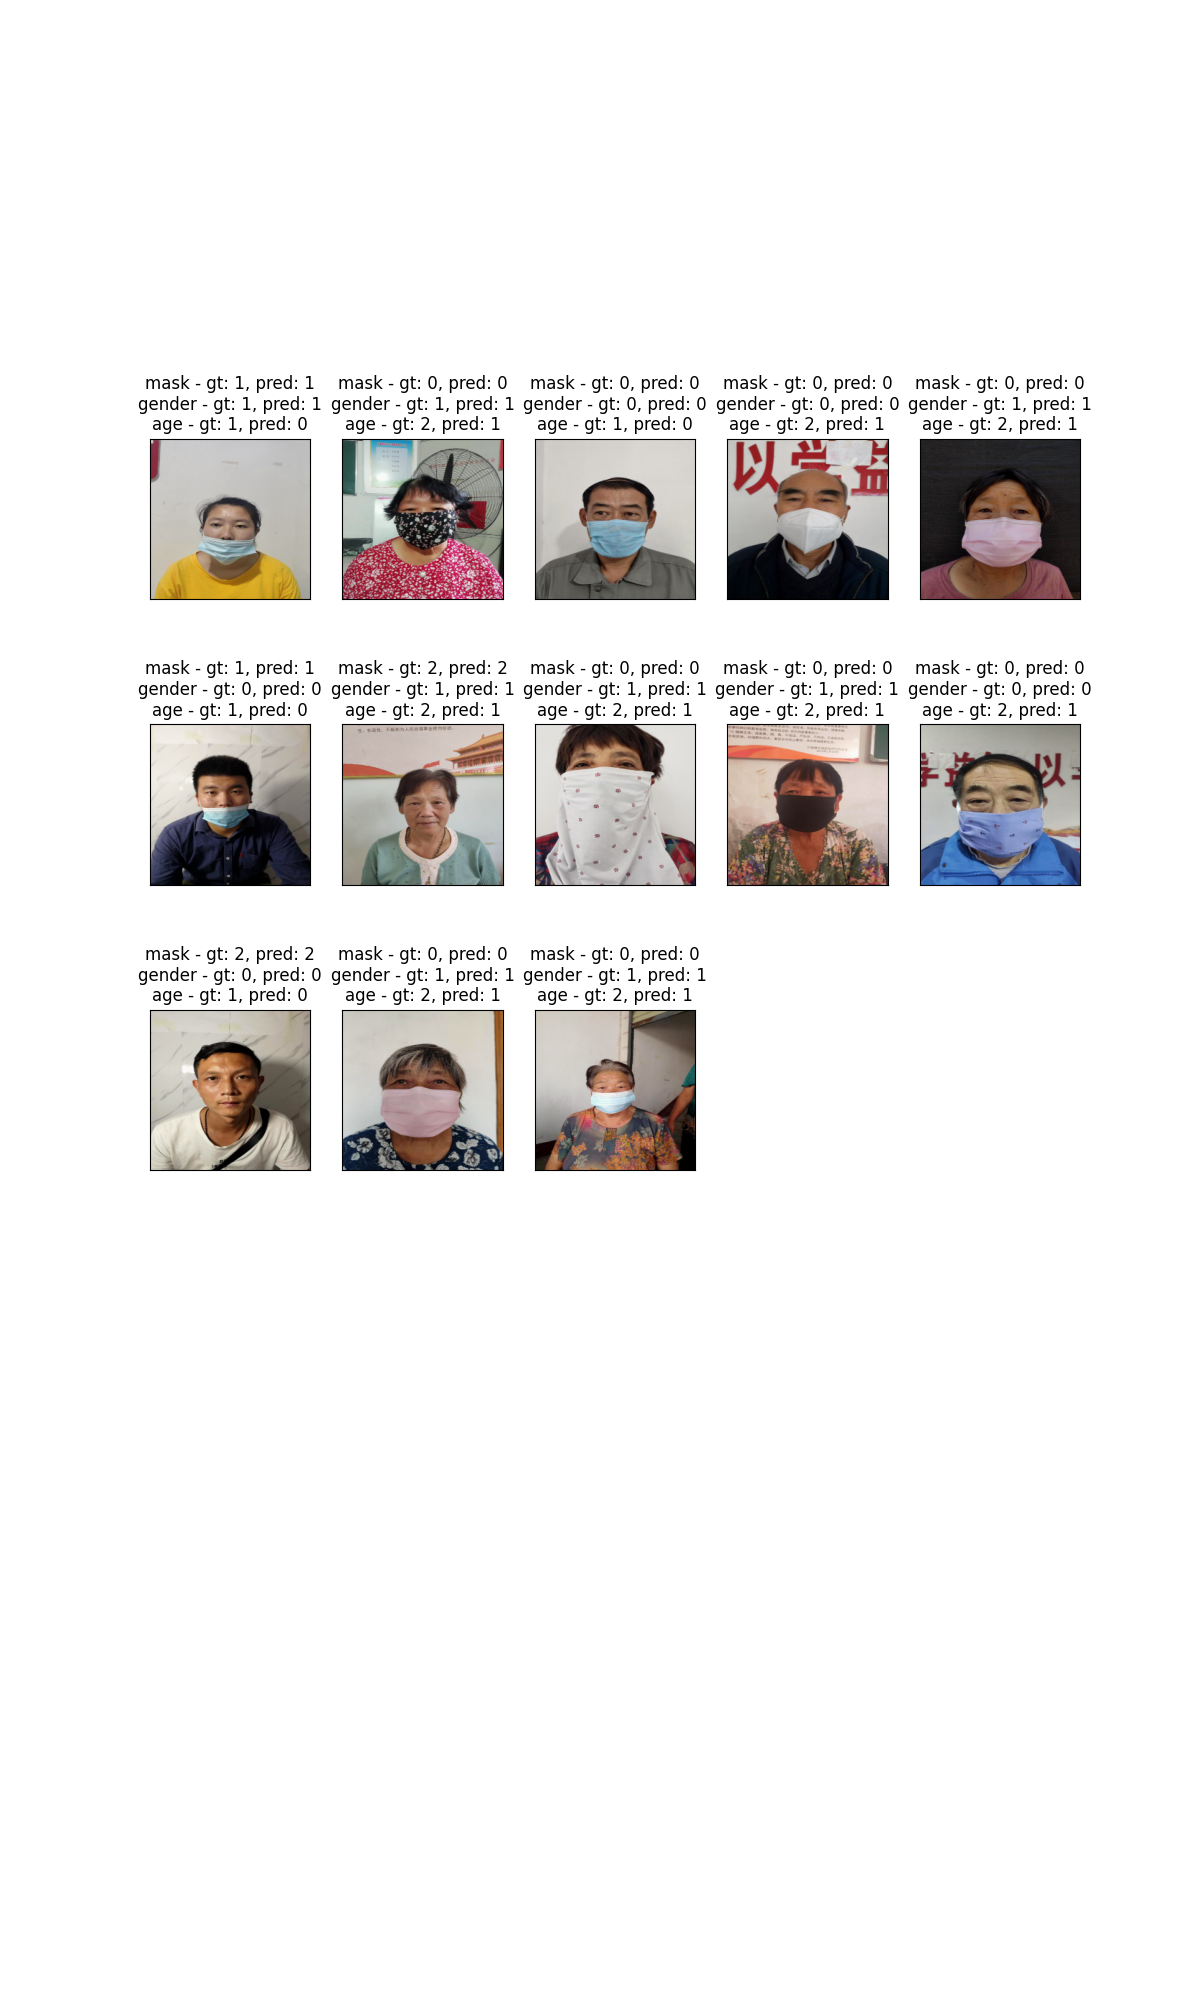 mask - gt: 1, pred: 1
gender - gt: 1, pred: 1
age - gt: 1, pred: 0
mask - gt: 0, pred: 0
gender - gt: 1, pred: 1
age - gt: 2, pred: 1
mask - gt: 0, pred: 0
gender - gt: 0, pred: 0
age - gt: 1, pred: 0
mask - gt: 0, pred: 0
gender - gt: 0, pred: 0
age - gt: 2, pred: 1
以学益
mask - gt: 0, pred: 0
gender - gt: 1, pred: 1
age - gt: 2, pred: 1
mask - gt: 1, pred: 1
gender - gt: 0, pred: 0
age - gt: 1, pred: 0
mask - gt: 2, pred: 2
gender - gt: 1, pred: 1
age - gt: 2, pred: 1
mask - gt: 0, pred: 0
gender - gt: 1, pred: 1
age - gt: 2, pred: 1
mask - gt: 0, pred: 0
gender - gt: 1, pred: 1
age - gt: 2, pred: 1
mask - gt: 0, pred: 0
gender - gt: 0, pred: 0
age - gt: 2, pred: 1
以
mask - gt: 2, pred: 2
gender - gt: 0, pred: 0
age - gt: 1, pred: 0
mask - gt: 0, pred: 0
gender - gt: 1, pred: 1
age - gt: 2, pred: 1
mask - gt: 0, pred: 0
gender - gt: 1, pred: 1
age - gt: 2, pred: 1